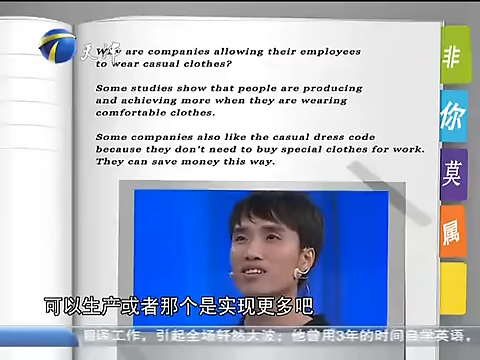 天津
Why are companies allowing their employees
to wear casual clothes?
Some studies show that people are producing
and achieving more when they are wearing
comfortable clothes.
Some companies also like the casual dress code
because they don't need to buy special clothes for work.
They can save money this way.
非
你
莫
属
可以生产或者那个是实现更多吧
翻译工作，引起全场轩然大波；他曾用3年的时间自学英语，